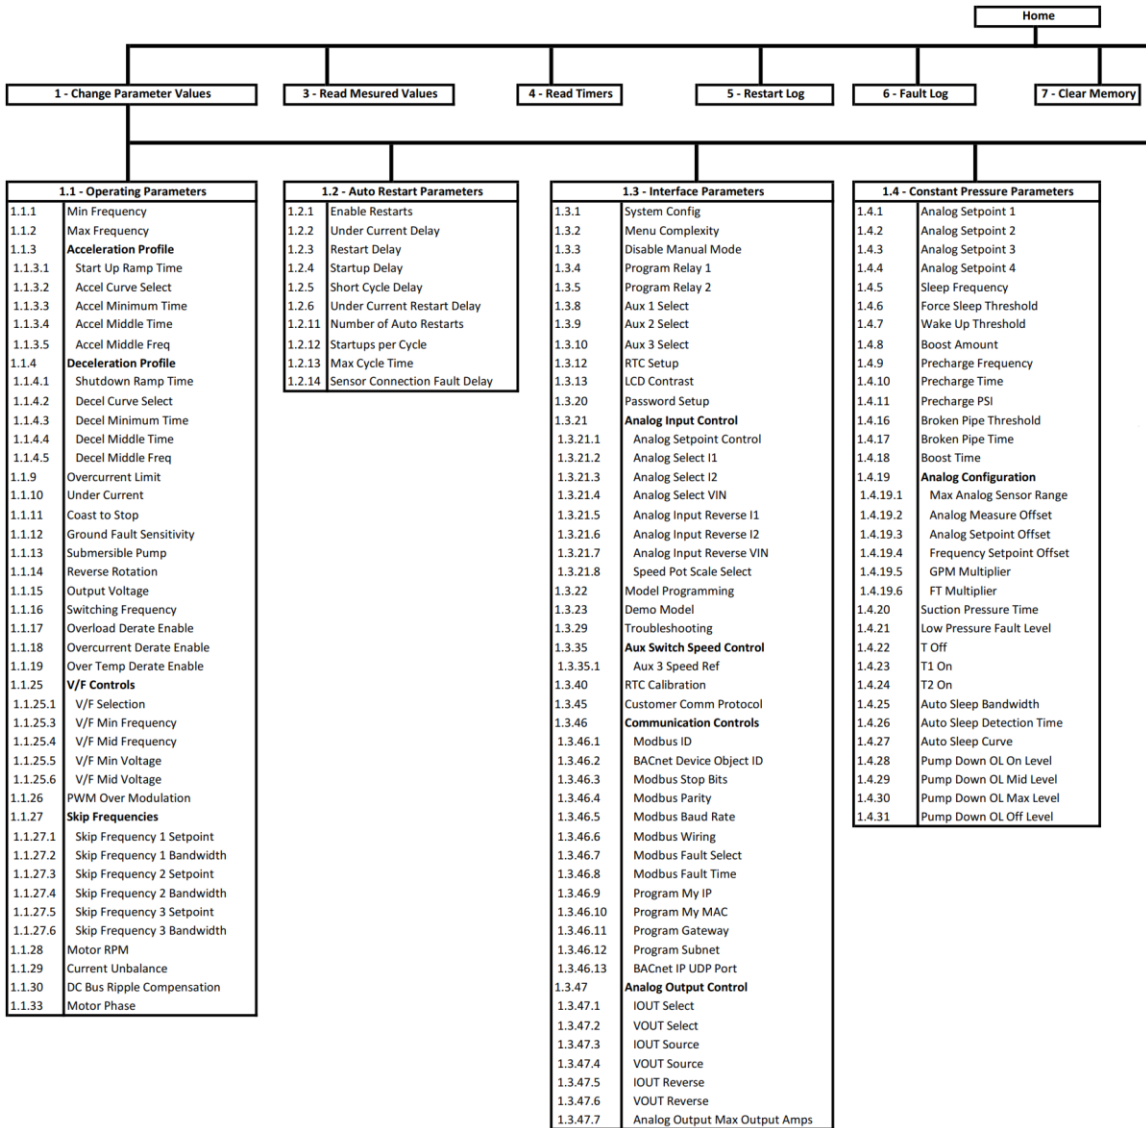 Home
1 - Change Parameter Values
3 - Read Mesured Values
4 - Read Timers
5 - Restart Log
6 - Fault Log
7 - Clear Memory
1.1 - Operating Parameters
1.1.1 Min Frequency
1.1.2 Max Frequency
1.1.3 Acceleration Profile
1.1.3.1 Start Up Ramp Time
1.1.3.2 Accel Curve Select
1.1.3.3 Accel Minimum Time
1.1.3.4 Accel Middle Time
1.1.3.5 Accel Middle Freq
1.1.4 Deceleration Profile
1.1.4.1 Shutdown Ramp Time
1.1.4.2 Decel Curve Select
1.1.4.3 Decel Minimum Time
1.1.4.4 Decel Middle Time
1.1.4.5 Decel Middle Freq
1.1.9 Overcurrent Limit
1.1.10 Under Current
1.1.11 Coast to Stop
1.1.12 Ground Fault Sensitivity
1.1.13 Submersible Pump
1.1.14 Reverse Rotation
1.1.15 Output Voltage
1.1.16 Switching Frequency
1.1.17 Overload Derate Enable
1.1.18 Overcurrent Derate Enable
1.1.19 Over Temp Derate Enable
1.1.25 V/F Controls
1.1.25.1 V/F Selection
1.1.25.3 V/F Min Frequency
1.1.25.4 V/F Mid Frequency
1.1.25.5 V/F Min Voltage
1.1.25.6 V/F Mid Voltage
1.1.26 PWM Over Modulation
1.1.27 Skip Frequencies
1.1.27.1 Skip Frequency 1 Setpoint
1.1.27.2 Skip Frequency 1 Bandwidth
1.1.27.3 Skip Frequency 2 Setpoint
1.1.27.4 Skip Frequency 2 Bandwidth
1.1.27.5 Skip Frequency 3 Setpoint
1.1.27.6 Skip Frequency 3 Bandwidth
1.1.28 Motor RPM
1.1.29 Current Unbalance
1.1.30 DC Bus Ripple Compensation
1.1.33 Motor Phase
1.2 - Auto Restart Parameters
1.2.1 Enable Restarts
1.2.2 Under Current Delay
1.2.3 Restart Delay
1.2.4 Startup Delay
1.2.5 Short Cycle Delay
1.2.6 Under Current Restart Delay
1.2.11 Number of Auto Restarts
1.2.12 Startups per Cycle
1.2.13 Max Cycle Time
1.2.14 Sensor Connection Fault Delay
1.3 - Interface Parameters
1.3.1 System Config
1.3.2 Menu Complexity
1.3.3 Disable Manual Mode
1.3.4 Program Relay 1
1.3.5 Program Relay 2
1.3.8 Aux 1 Select
1.3.9 Aux 2 Select
1.3.10 Aux 3 Select
1.3.12 RTC Setup
1.3.13 LCD Contrast
1.3.20 Password Setup
1.3.21 Analog Input Control
1.3.21.1 Analog Setpoint Control
1.3.21.2 Analog Select I1
1.3.21.3 Analog Select I2
1.3.21.4 Analog Select VIN
1.3.21.5 Analog Input Reverse I1
1.3.21.6 Analog Input Reverse I2
1.3.21.7 Analog Input Reverse VIN
1.3.21.8 Speed Pot Scale Select
1.3.22 Model Programming
1.3.23 Demo Model
1.3.29 Troubleshooting
1.3.35 Aux Switch Speed Control
1.3.35.1 Aux 3 Speed Ref
1.3.40 RTC Calibration
1.3.45 Customer Comm Protocol
1.3.46 Communication Controls
1.3.46.1 Modbus ID
1.3.46.2 BACnet Device Object ID
1.3.46.3 Modbus Stop Bits
1.3.46.4 Modbus Parity
1.3.46.5 Modbus Baud Rate
1.3.46.6 Modbus Wiring
1.3.46.7 Modbus Fault Select
1.3.46.8 Modbus Fault Time
1.3.46.9 Program My IP
1.3.46.10 Program My MAC
1.3.46.11 Program Gateway
1.3.46.12 Program Subnet
1.3.46.13 BACnet IP UDP Port
1.3.47 Analog Output Control
1.3.47.1 IOUT Select
1.3.47.2 VOUT Select
1.3.47.3 IOUT Source
1.3.47.4 VOUT Source
1.3.47.5 IOUT Reverse
1.3.47.6 VOUT Reverse
1.3.47.7 Analog Output Max Output Amps
1.4 - Constant Pressure Parameters
1.4.1 Analog Setpoint 1
1.4.2 Analog Setpoint 2
1.4.3 Analog Setpoint 3
1.4.4 Analog Setpoint 4
1.4.5 Sleep Frequency
1.4.6 Force Sleep Threshold
1.4.7 Wake Up Threshold
1.4.8 Boost Amount
1.4.9 Precharge Frequency
1.4.10 Precharge Time
1.4.11 Precharge PSI
1.4.16 Broken Pipe Threshold
1.4.17 Broken Pipe Time
1.4.18 Boost Time
1.4.19 Analog Configuration
1.4.19.1 Max Analog Sensor Range
1.4.19.2 Analog Measure Offset
1.4.19.3 Analog Setpoint Offset
1.4.19.4 Frequency Setpoint Offset
1.4.19.5 GPM Multiplier
1.4.19.6 FT Multiplier
1.4.20 Suction Pressure Time
1.4.21 Low Pressure Fault Level
1.4.22 T Off
1.4.23 T1 On
1.4.24 T2 On
1.4.25 Auto Sleep Bandwidth
1.4.26 Auto Sleep Detection Time
1.4.27 Auto Sleep Curve
1.4.28 Pump Down OL On Level
1.4.29 Pump Down OL Mid Level
1.4.30 Pump Down OL Max Level
1.4.31 Pump Down OL Off Level